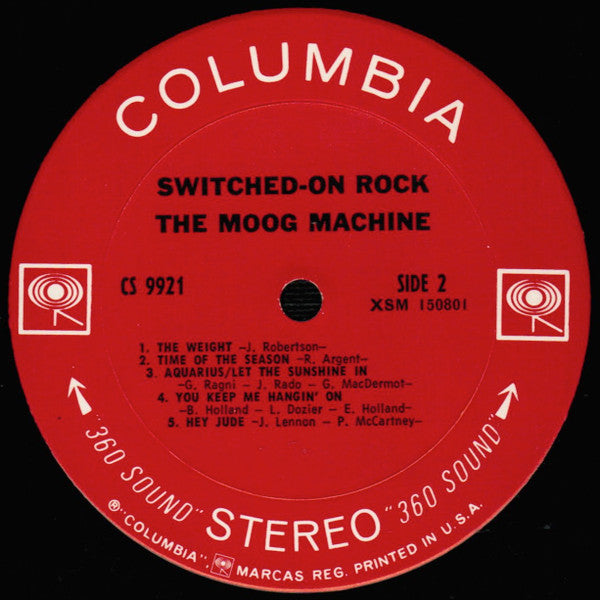 COLUMBIA
SWITCHED-ON ROCK
THE MOOG MACHINE
CS 9921
SIDE 2
XSM 150801
1. THE WEIGHT -J. Robertson-
2. TIME OF THE SEASON -R. Argent-
3. AQUARIUS/LET THE SUNSHINE IN
-G. Ragni - J. Rado - G. MacDermot-
4. YOU KEEP ME HANGIN' ON
-B. Holland - L. Dozier - E. Holland-
5. HEY JUDE -J. Lennon - P. McCartney-
"360 SOUND" STEREO "360 SOUND"
® "COLUMBIA", MARCAS REG. PRINTED IN U.S.A.